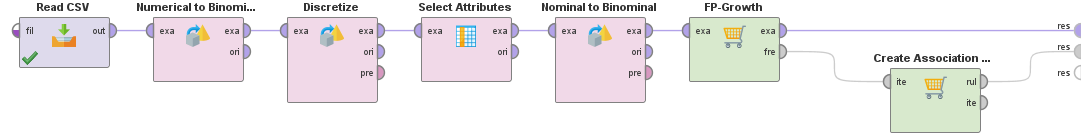 Read CSV
Numerical to Binomi...
Discretize
Select Attributes
Nominal to Binominal
FP-Growth
fil out
exa exa
ori
exa exa
ori
pre
exa exa
ori
exa exa
ori
pre
exa exa
fre
Create Association ...
ite rul
ite
res
res
res